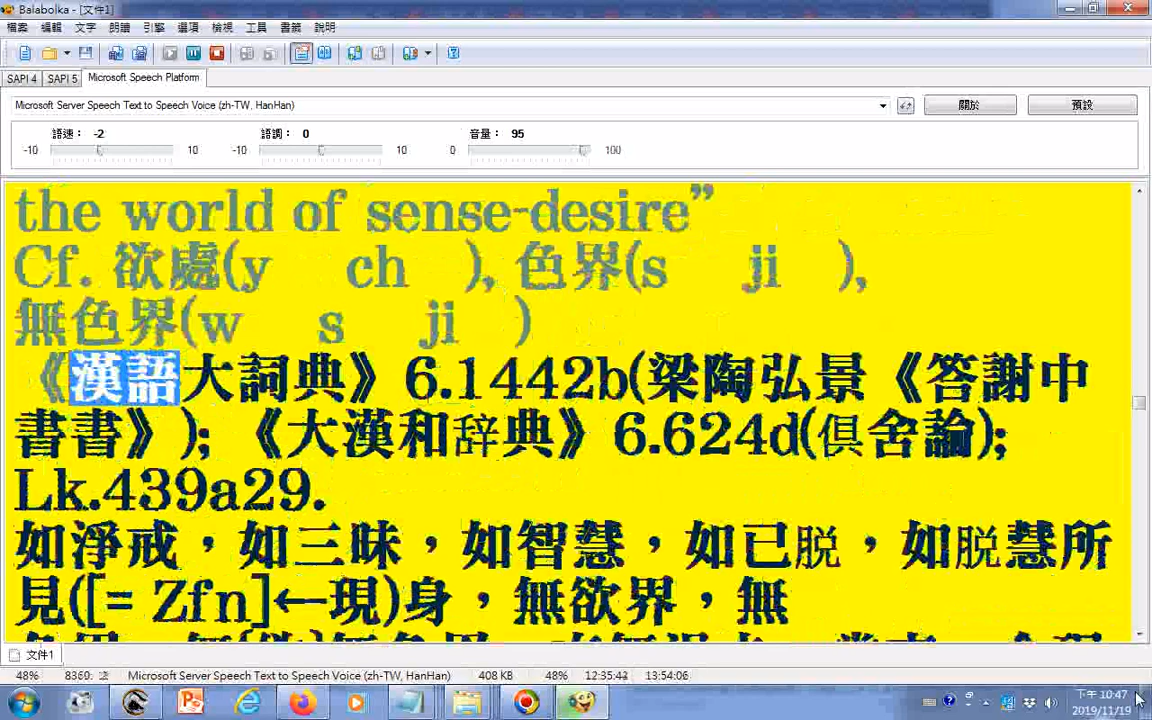 Balabolka - [文件1]
檔案 編輯 文字 朗讀 引擎 選項 檢視 工具 書籤 說明
SAPI 4 SAPI 5 Microsoft Speech Platform
Microsoft Server Speech Text to Speech Voice (zh-TW, HanHan) 關於 預設
語速： -2 語調： 0 音量： 95
-10 10 -10 10 0 100
the world of sense-desire”
Cf. 欲處(y ch ), 色界(s ji ),
無色界(w s ji )
《漢語大詞典》6.1442b(梁陶弘景《答謝中
書書》); 《大漢和辞典》6.624d(倶舍論);
Lk.439a29.
如淨戒，如三昧，如智慧，如已脱，如脱慧所
見([= Zfn]←現)身，無欲界，無
文件1
48% Microsoft Server Speech Text to Speech Voice (zh-TW, HanHan) 408 KB 48% 12:35:42 13:54:06
下午 10:47
2019/11/19